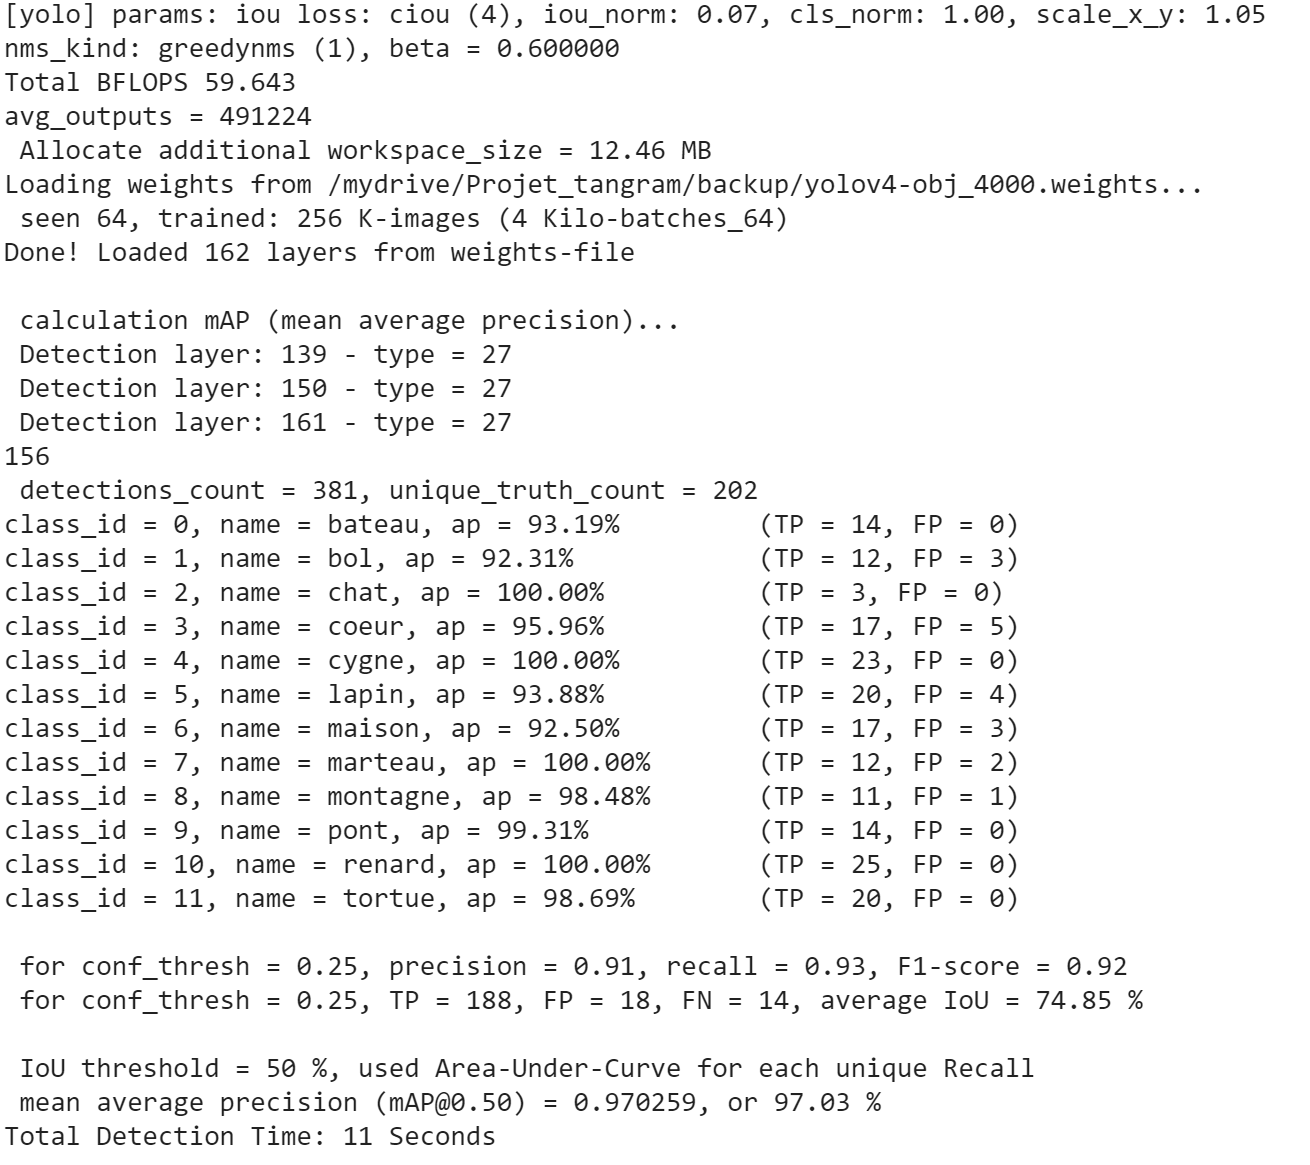 [yolo] params: iou loss: ciou (4), iou_norm: 0.07, cls_norm: 1.00, scale_x_y: 1.05
nms_kind: greedynms (1), beta = 0.600000
Total BFLOPS 59.643
avg_outputs = 491224
Allocate additional workspace_size = 12.46 MB
Loading weights from /mydrive/Projet_tangram/backup/yolov4-obj_4000.weights...
seen 64, trained: 256 K-images (4 Kilo-batches_64)
Done! Loaded 162 layers from weights-file
calculation mAP (mean average precision)...
Detection layer: 139 - type = 27
Detection layer: 150 - type = 27
Detection layer: 161 - type = 27
156
detections_count = 381, unique_truth_count = 202
class_id = 0, name = bateau, ap = 93.19% (TP = 14, FP = 0)
class_id = 1, name = bol, ap = 92.31% (TP = 12, FP = 3)
class_id = 2, name = chat, ap = 100.00% (TP = 3, FP = 0)
class_id = 3, name = coeur, ap = 95.96% (TP = 17, FP = 5)
class_id = 4, name = cygne, ap = 100.00% (TP = 23, FP = 0)
class_id = 5, name = lapin, ap = 93.88% (TP = 20, FP = 4)
class_id = 6, name = maison, ap = 92.50% (TP = 17, FP = 3)
class_id = 7, name = marteau, ap = 100.00% (TP = 12, FP = 2)
class_id = 8, name = montagne, ap = 98.48% (TP = 11, FP = 1)
class_id = 9, name = pont, ap = 99.31% (TP = 14, FP = 0)
class_id = 10, name = renard, ap = 100.00% (TP = 25, FP = 0)
class_id = 11, name = tortue, ap = 98.69% (TP = 20, FP = 0)
for conf_thresh = 0.25, precision = 0.91, recall = 0.93, F1-score = 0.92
for conf_thresh = 0.25, TP = 188, FP = 18, FN = 14, average IoU = 74.85 %
IoU threshold = 50 %, used Area-Under-Curve for each unique Recall
mean average precision (mAP@0.50) = 0.970259, or 97.03 %
Total Detection Time: 11 Seconds